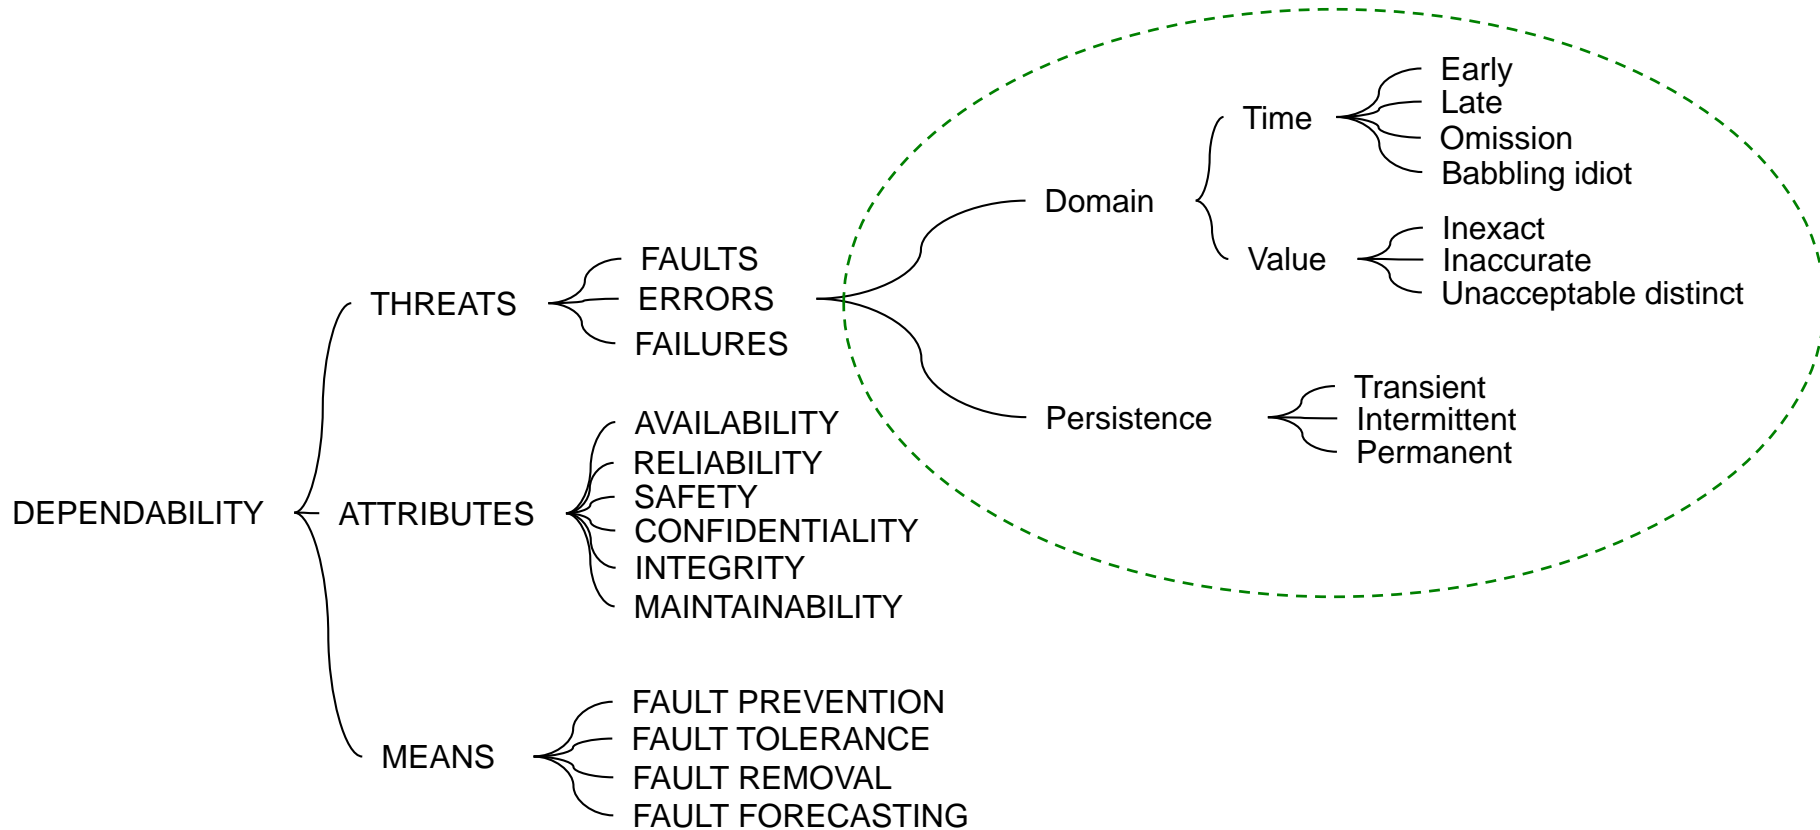 DEPENDABILITY
THREATS
FAULTS
ERRORS
Domain
Time
Early
Late
Omission
Babbling idiot
Value
Inexact
Inaccurate
Unacceptable distinct
Persistence
Transient
Intermittent
Permanent
FAILURES
ATTRIBUTES
AVAILABILITY
RELIABILITY
SAFETY
CONFIDENTIALITY
INTEGRITY
MAINTAINABILITY
MEANS
FAULT PREVENTION
FAULT TOLERANCE
FAULT REMOVAL
FAULT FORECASTING